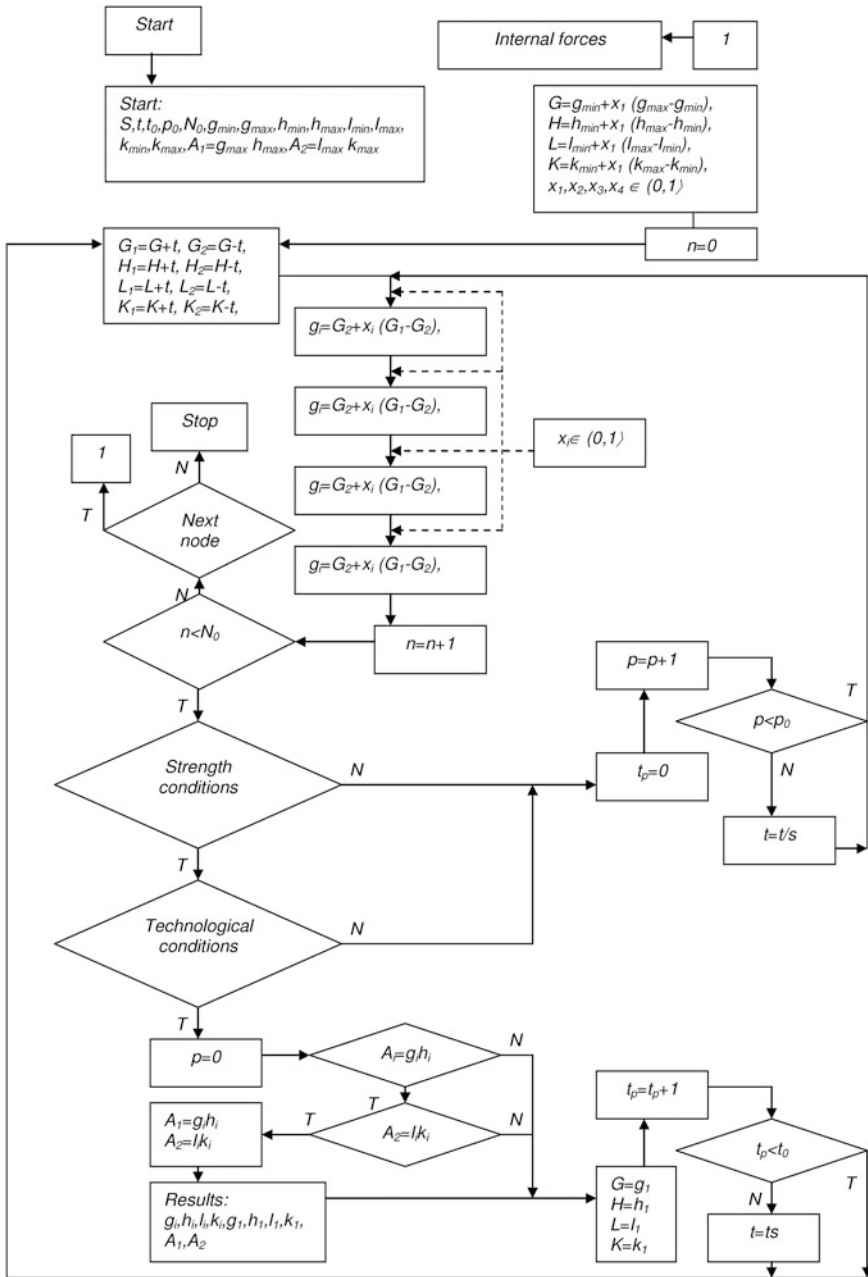 Start
Internal forces
1
Start:
S,t,t0,p0,N0,gmin,gmax,hmin,hmax,lmin,lmax,
kmin,kmax,A1=gmax hmax,A2=lmax kmax
G=gmin+x1 (gmax-gmin),
H=hmin+x1 (hmax-hmin),
L=lmin+x1 (lmax-lmin),
K=kmin+x1 (kmax-kmin),
x1,x2,x3,x4 ∈ (0,1⟩
n=0
G1=G+t, G2=G-t,
H1=H+t, H2=H-t,
L1=L+t, L2=L-t,
K1=K+t, K2=K-t,
gi=G2+xi (G1-G2),
gi=G2+xi (G1-G2),
xi∈ (0,1⟩
gi=G2+xi (G1-G2),
gi=G2+xi (G1-G2),
Stop
1
N
T
Next
node
N
n<N0
n=n+1
T
p=p+1
T
p<p0
N
Strength
conditions
N
tp=0
t=t/s
T
Technological
conditions
N
T
p=0
Ai=gihi
N
T
A1=gihi
A2=liki
T
A2=liki
N
tp=tp+1
tp<t0
T
N
Results:
gi,hi,li,ki,g1,h1,l1,k1,
A1,A2
G=g1
H=h1
L=l1
K=k1
t=ts